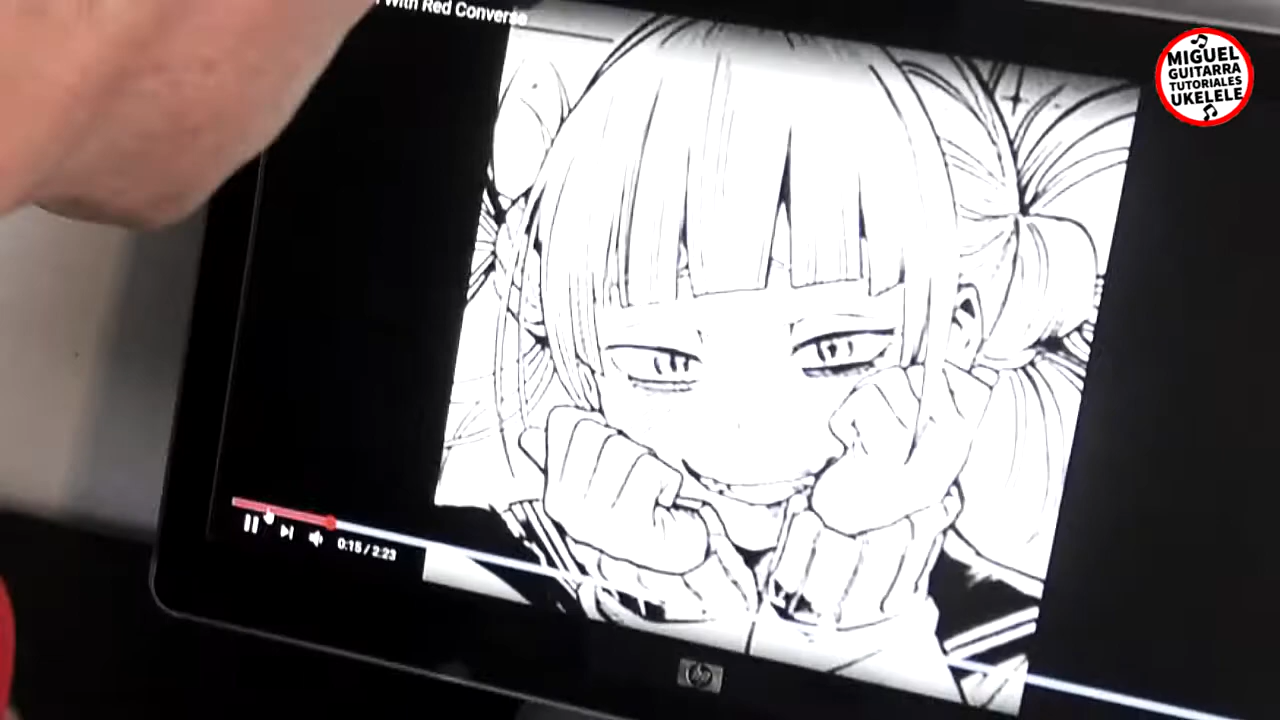 With Red Converse
MIGUEL
GUITARRA
TUTORIALES
UKELELE
0:15 / 2:23
hp